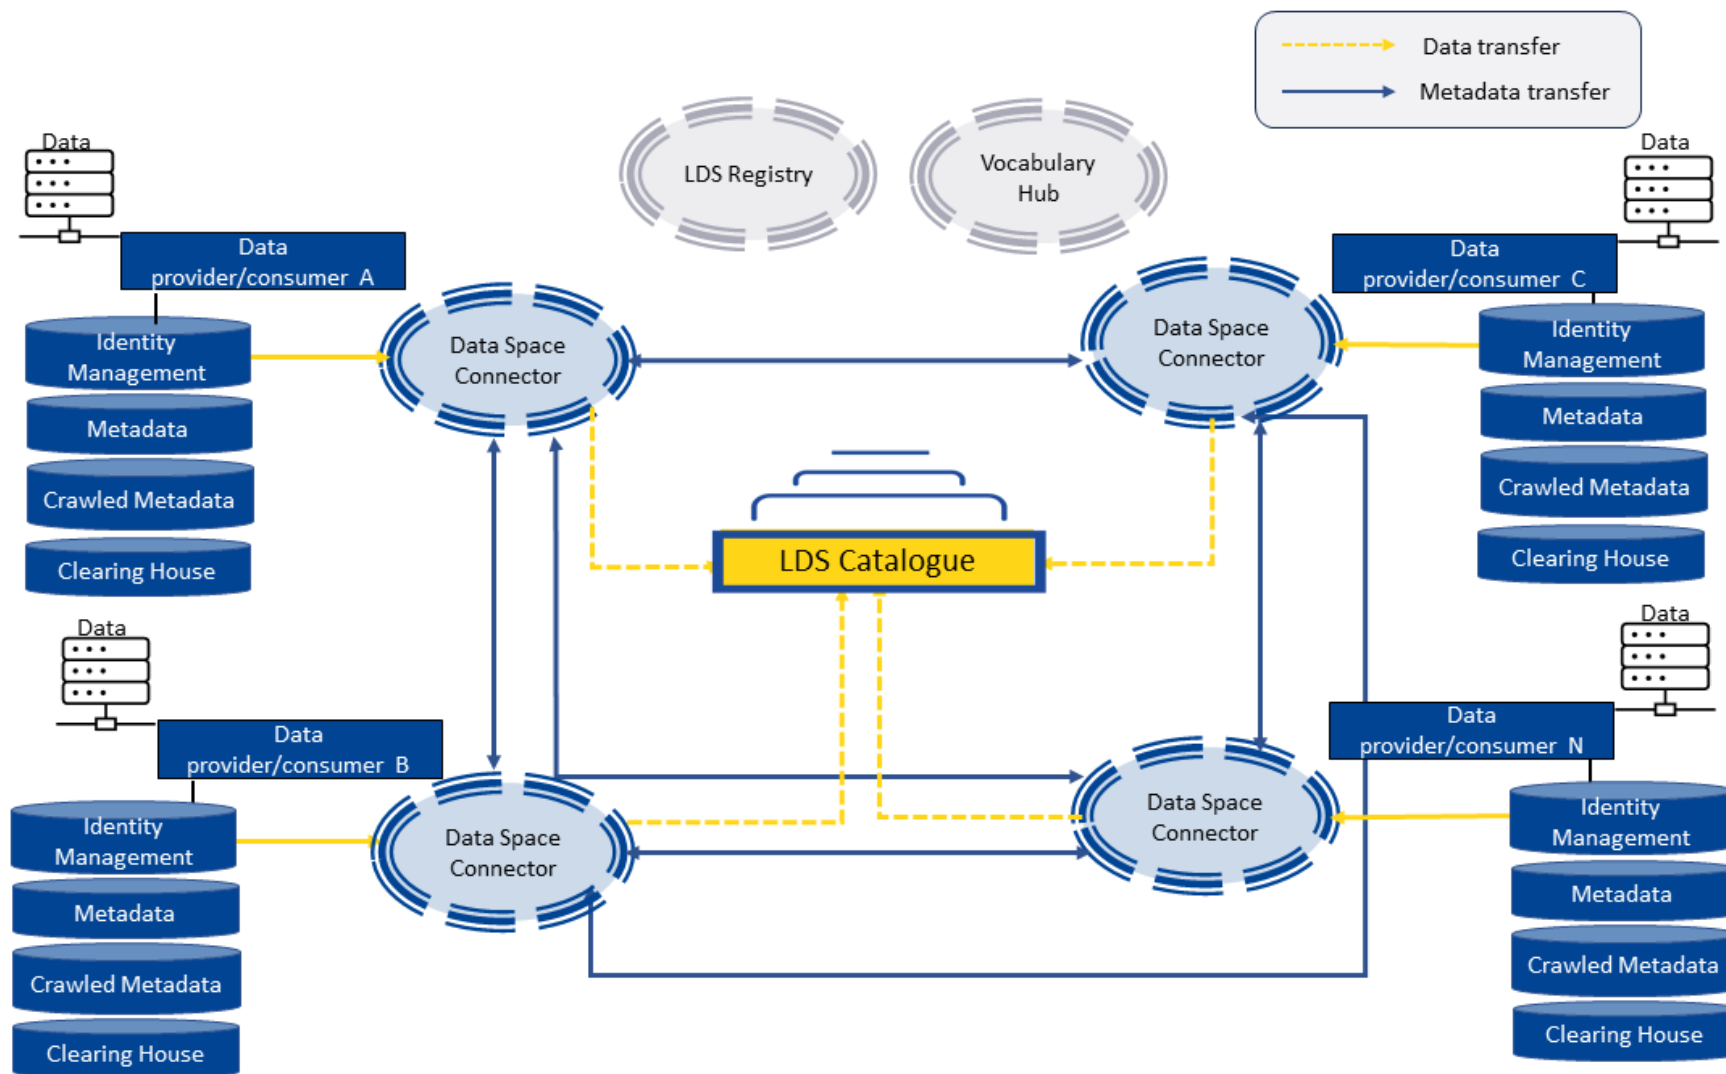 Data transfer
Metadata transfer
LDS Registry
Vocabulary
Hub
Data
Data
provider/consumer A
Identity
Management
Metadata
Crawled Metadata
Clearing House
Data Space
Connector
Data Space
Connector
Data
Data
provider/consumer C
Identity
Management
Metadata
Crawled Metadata
Clearing House
LDS Catalogue
Data
Data
provider/consumer B
Identity
Management
Metadata
Crawled Metadata
Clearing House
Data Space
Connector
Data Space
Connector
Data
Data
provider/consumer N
Identity
Management
Metadata
Crawled Metadata
Clearing House